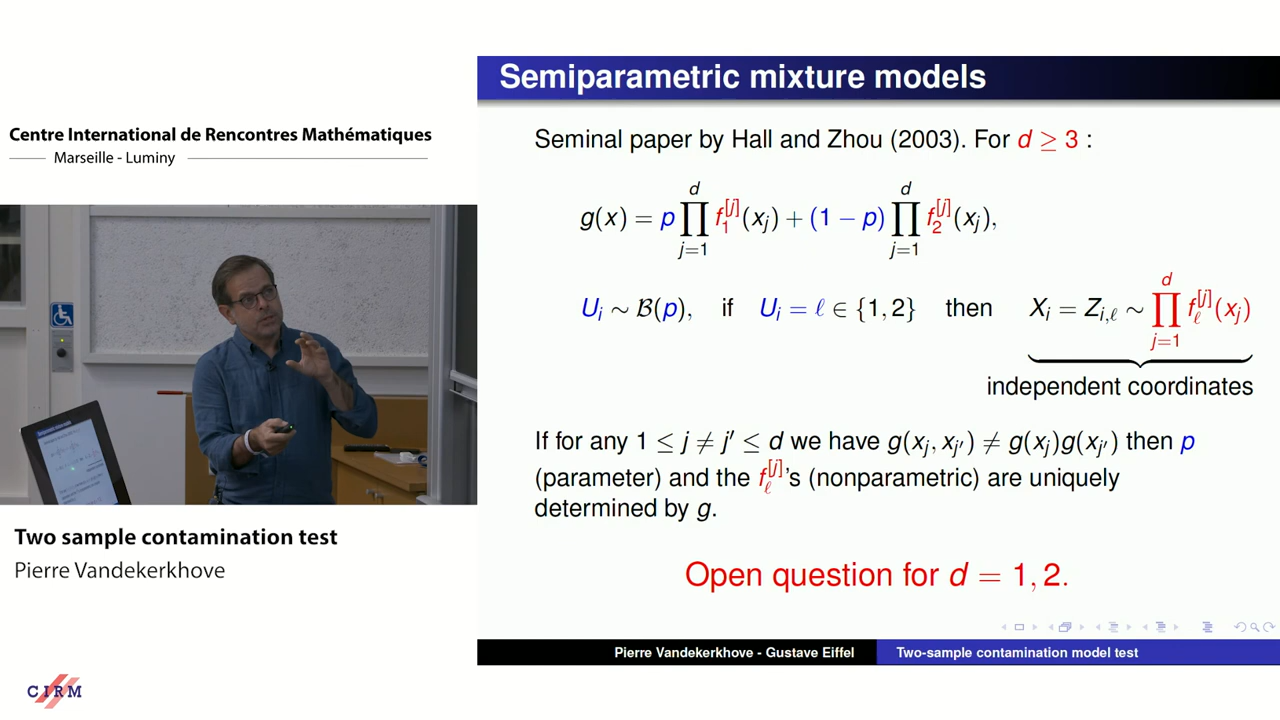 Centre International de Rencontres Mathématiques
Marseille - Luminy
Two sample contamination test
Pierre Vandekerkhove
CIRM
Semiparametric mixture models
Seminal paper by Hall and Zhou (2003). For d ≥ 3 :
g(x) = p ∏_{j=1}^{d} f_1^{[j]}(x_j) + (1 − p) ∏_{j=1}^{d} f_2^{[j]}(x_j),
U_i ∼ 𝓑(p), if U_i = ℓ ∈ {1, 2} then X_i = Z_{i,ℓ} ∼ ∏_{j=1}^{d} f_ℓ^{[j]}(x_j)
independent coordinates
If for any 1 ≤ j ≠ j′ ≤ d we have g(x_j, x_{j′}) ≠ g(x_j)g(x_{j′}) then p
(parameter) and the f_ℓ^{[j]}'s (nonparametric) are uniquely
determined by g.
Open question for d = 1, 2.
Pierre Vandekerkhove - Gustave Eiffel Two-sample contamination model test